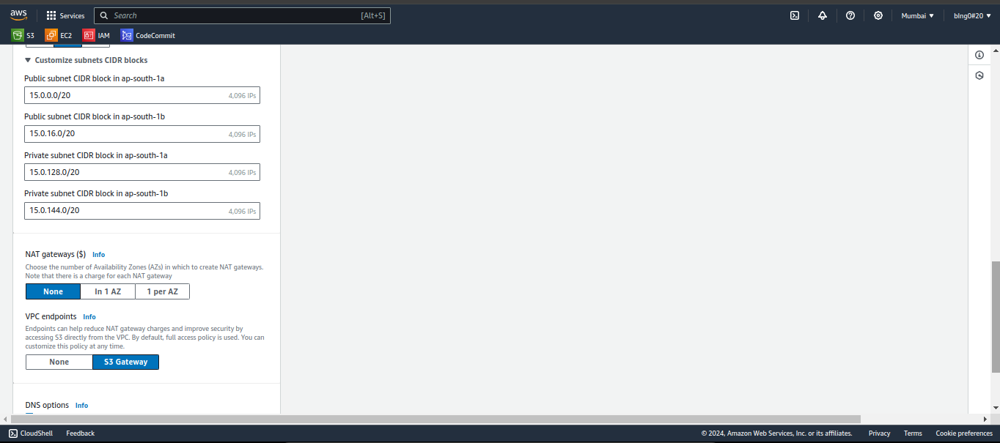 aws
Services
Search
[Alt+S]
Mumbai
S3
EC2
IAM
CodeCommit
Customize subnets CIDR blocks
Public subnet CIDR block in ap-south-1a
15.0.0.0/20
4,096 IPs
Public subnet CIDR block in ap-south-1b
15.0.16.0/20
4,096 IPs
Private subnet CIDR block in ap-south-1a
15.0.128.0/20
4,096 IPs
Private subnet CIDR block in ap-south-1b
15.0.144.0/20
4,096 IPs
NAT gateways ($) Info
Choose the number of Availability Zones (AZs) in which to create NAT gateways.
Note that there is a charge for each NAT gateway
None
In 1 AZ
1 per AZ
VPC endpoints Info
Endpoints can help reduce NAT gateway charges and improve security by
accessing S3 directly from the VPC. By default, full access policy is used. You can
customize this policy at any time.
None
S3 Gateway
DNS options Info
CloudShell
Feedback
© 2024, Amazon Web Services, Inc. or its affiliates.
Privacy
Terms
Cookie preferences